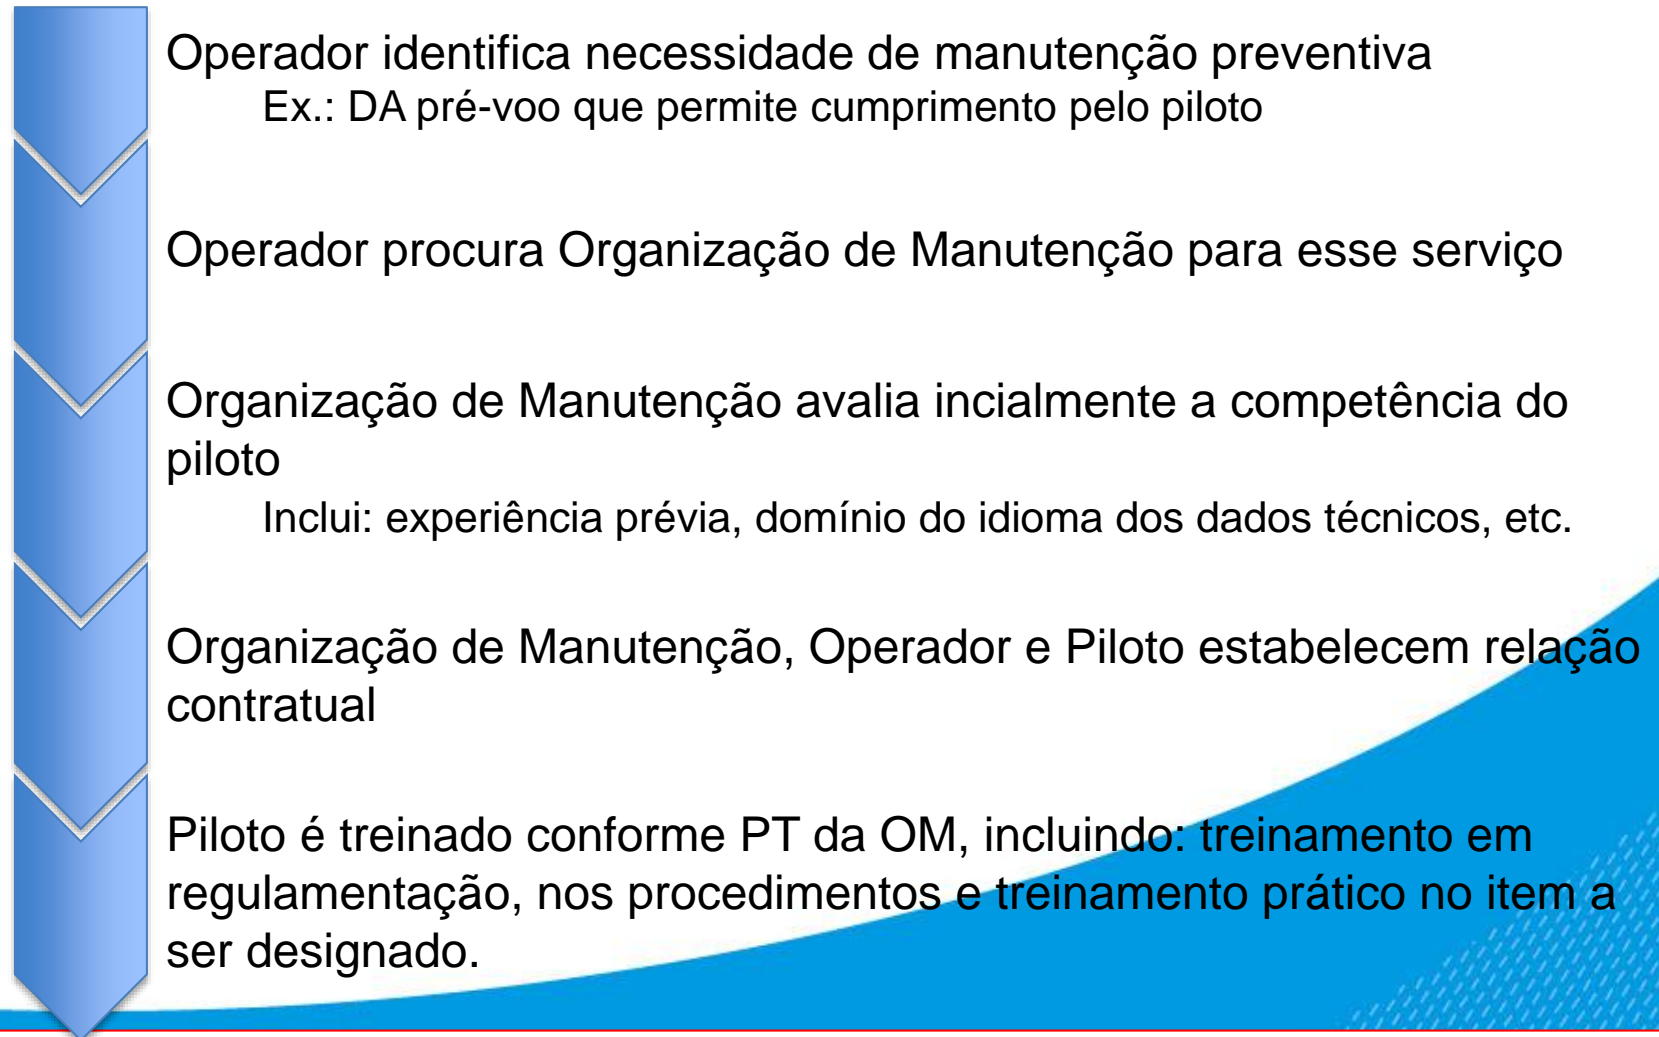 Operador identifica necessidade de manutenção preventiva
Ex.: DA pré-voo que permite cumprimento pelo piloto
Operador procura Organização de Manutenção para esse serviço
Organização de Manutenção avalia incialmente a competência do
piloto
Inclui: experiência prévia, domínio do idioma dos dados técnicos, etc.
Organização de Manutenção, Operador e Piloto estabelecem relação
contratual
Piloto é treinado conforme PT da OM, incluindo: treinamento em
regulamentação, nos procedimentos e treinamento prático no item a
ser designado.